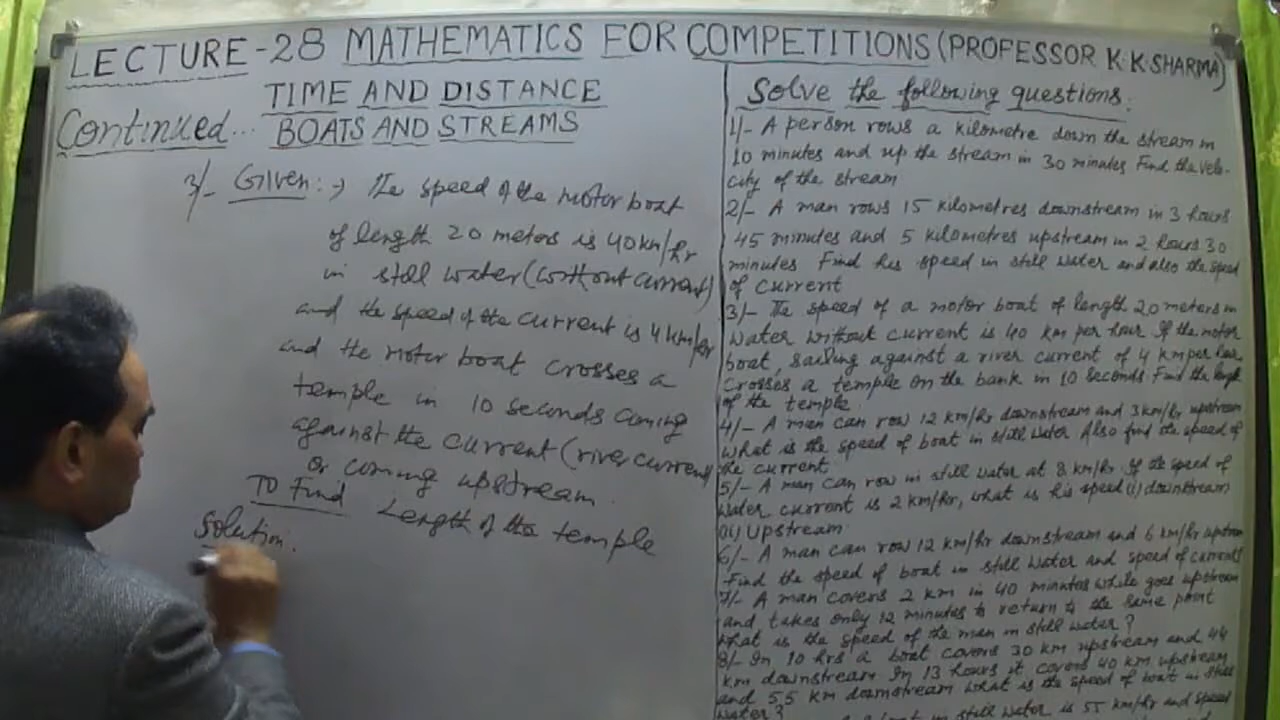 LECTURE-28 MATHEMATICS FOR COMPETITIONS (PROFESSOR K.K SHARMA)
TIME AND DISTANCE
Continued... BOATS AND STREAMS
3/- Given:→ The speed of the motor boat
of length 20 meters is 40km/hr
in still water (without current)
and the speed of the current is 4km/hr
and the motor boat crosses a
temple in 10 seconds coming
against the current (river current
or coming upstream.
To Find Length of the temple
Solution.
Solve the following questions:
1/- A person rows a kilometre down the stream in
10 minutes and up the stream in 30 minutes Find the velo-
city of the stream
2/- A man rows 15 kilometres downstream in 3 hours
45 minutes and 5 kilometres upstream in 2 hours 30
minutes Find his speed in still water and also the speed
of current
3/- The speed of a motor boat of length 20 meters in
water without current is 40 km per hour If the motor
boat, sailing against a river current of 4 km per hour
crosses a temple on the bank in 10 seconds Find the length
of the temple.
4/- A man can row 12 km/hr downstream and 3km/hr upstream
what is the speed of boat in still water Also find the speed of
the current
5/- A man can row in still water at 8 km/hr. If the speed of
water current is 2 km/hr, what is his speed (i) downstream
(ii) Upstream
6/- A man can row 12 km/hr downstream and 6 km/hr upstream
Find the speed of boat in still water and speed of current
7/- A man covers 2 km in 40 minutes while goes upstream
and takes only 12 minutes to return to the same point
what is the speed of the man in still water?
8/- In 10 hrs a boat covers 30 km upstream and 44
km downstream In 13 hours it covers 40 km upstream
and 55 km downstream what is the speed of boat in still
water?
boat in still water is 55 km/hr and speed